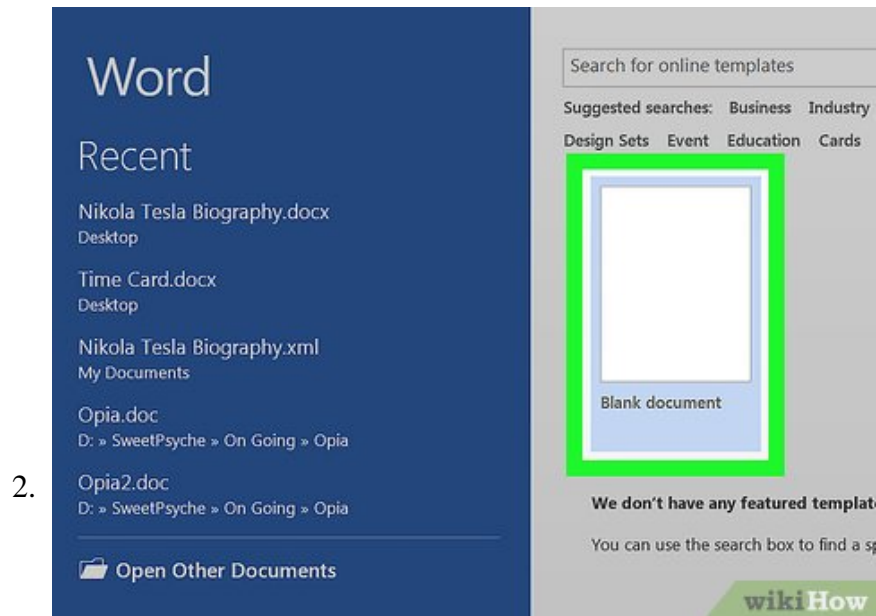 Word
Recent
Nikola Tesla Biography.docx
Desktop
Time Card.docx
Desktop
Nikola Tesla Biography.xml
My Documents
Opia.doc
D: » SweetPsyche » On Going » Opia
2.
Opia2.doc
D: » SweetPsyche » On Going » Opia
Open Other Documents
Search for online templates
Suggested searches: Business Industry
Design Sets Event Education Cards
Blank document
We don't have any featured templat
You can use the search box to find a sp
wikiHow